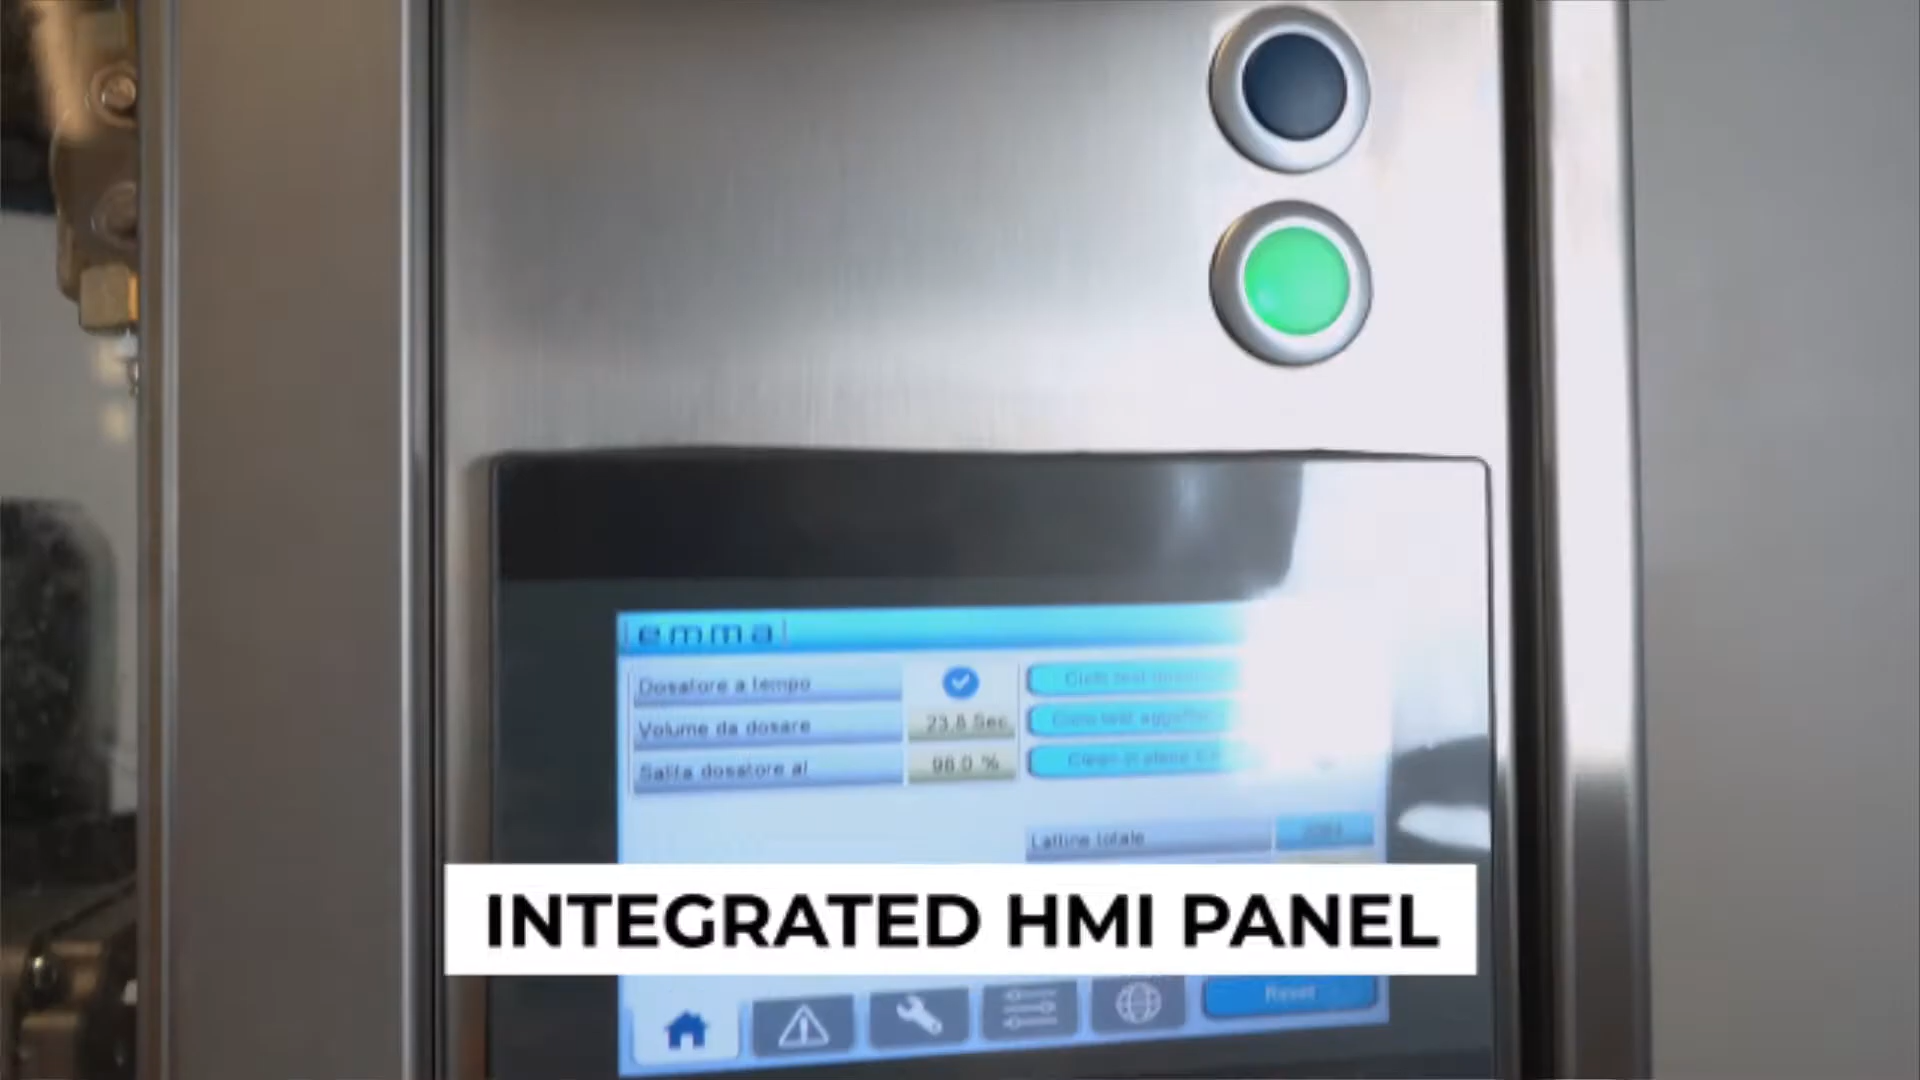 emma
Dosatore a tempo
Volume da dosare
23.8 Sec
Salita dosatore al
98.0 %
Lattine totale
INTEGRATED HMI PANEL
Reset